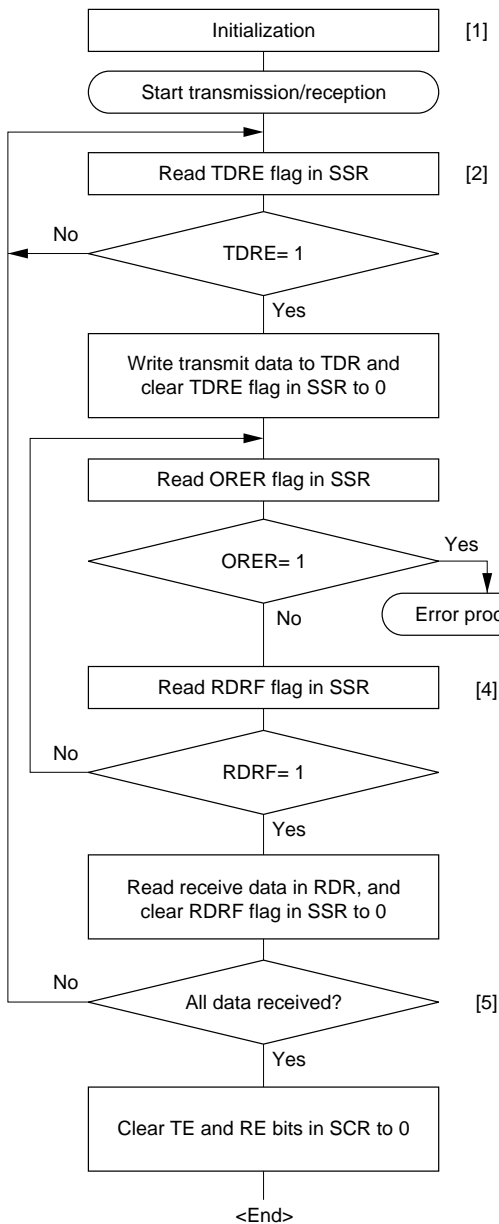 Initialization
[1]
Start transmission/reception
Read TDRE flag in SSR
[2]
No
TDRE= 1
Yes
Write transmit data to TDR and
clear TDRE flag in SSR to 0
Read ORER flag in SSR
Yes
ORER= 1
No
Error
Read RDRF flag in SSR
[4]
No
RDRF= 1
Yes
Read receive data in RDR, and
clear RDRF flag in SSR to 0
No
All data received?
[5]
Yes
Clear TE and RE bits in SCR to 0
<End>